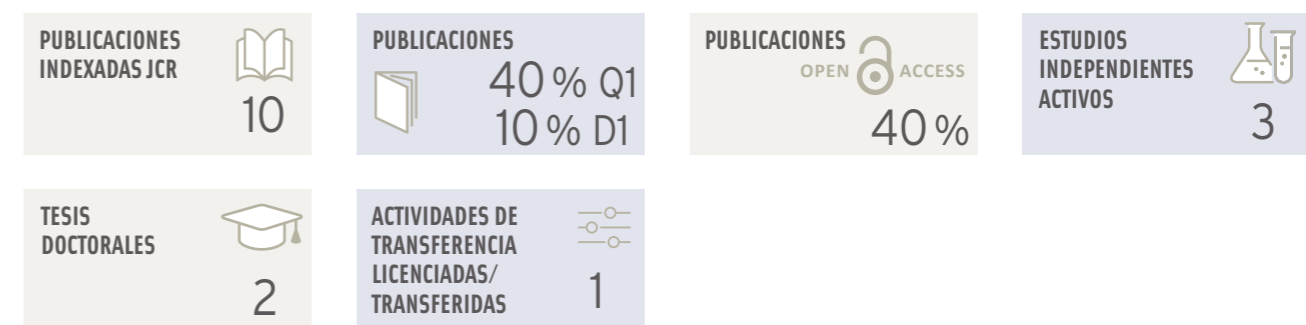 PUBLICACIONES
INDEXADAS JCR
10
PUBLICACIONES
40 % Q1
10 % D1
PUBLICACIONES
OPEN ACCESS
40 %
ESTUDIOS
INDEPENDIENTES
ACTIVOS
3
TESIS
DOCTORALES
2
ACTIVIDADES DE
TRANSFERENCIA
LICENCIADAS/
TRANSFERIDAS
1